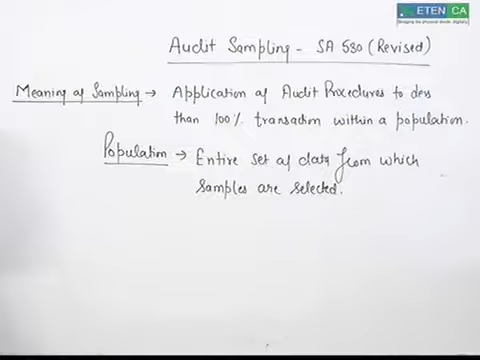 ETEN CA
Audit Sampling - SA 530 (Revised)
Meaning of Sampling → Application of Audit Procedures to less
than 100% transaction within a population.
Population → Entire set of data from which
samples are selected.